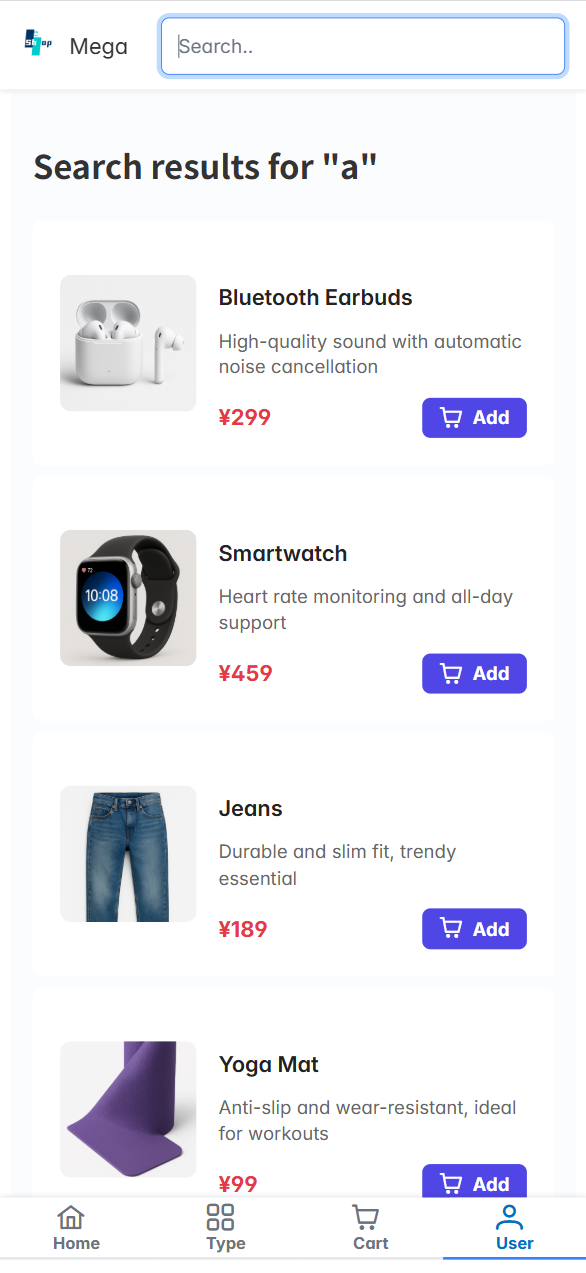 Shop
Mega
Search..
Search results for "a"
Bluetooth Earbuds
High-quality sound with automatic
noise cancellation
¥299
Add
72
10:08
Smartwatch
Heart rate monitoring and all-day
support
¥459
Add
Jeans
Durable and slim fit, trendy
essential
¥189
Add
Yoga Mat
Anti-slip and wear-resistant, ideal
for workouts
¥99
Add
Home
Type
Cart
User